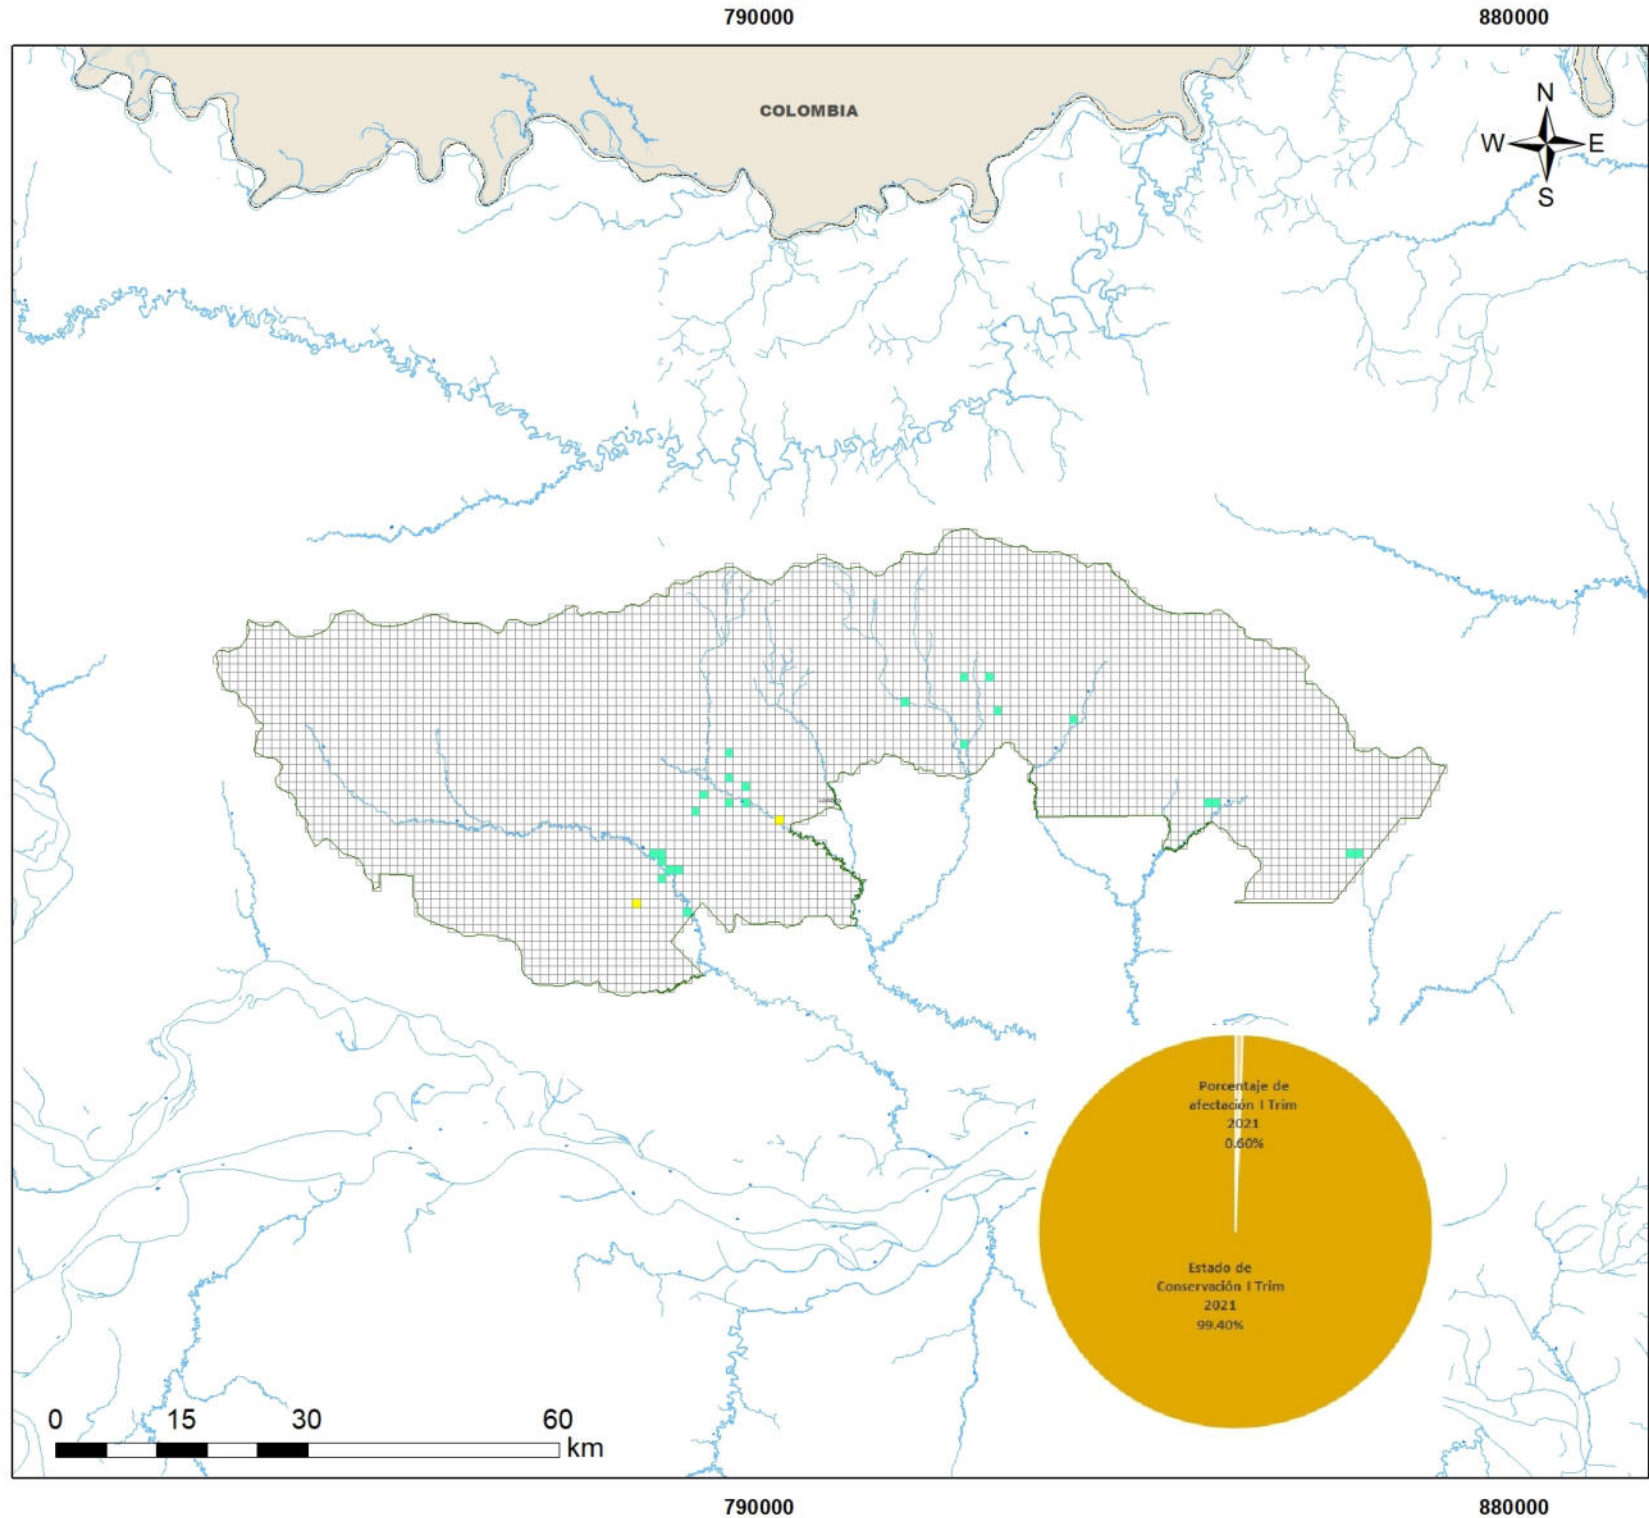 790000
880000
COLOMBIA
N
W E
S
Porcentaje de
afectación I Trim
2021
0.60%
Estado de
Conservación I Trim
2021
99.40%
0 15 30 60
km
790000
880000